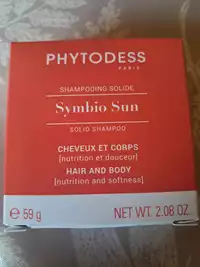 PHYTODESS
PARIS
SHAMPOOING SOLIDE
Symbio Sun
SOLID SHAMPOO
CHEVEUX ET CORPS
[nutrition et douceur]
HAIR AND BODY
[nutrition and softness]
℮ 59 g NET WT. 2.08 OZ.